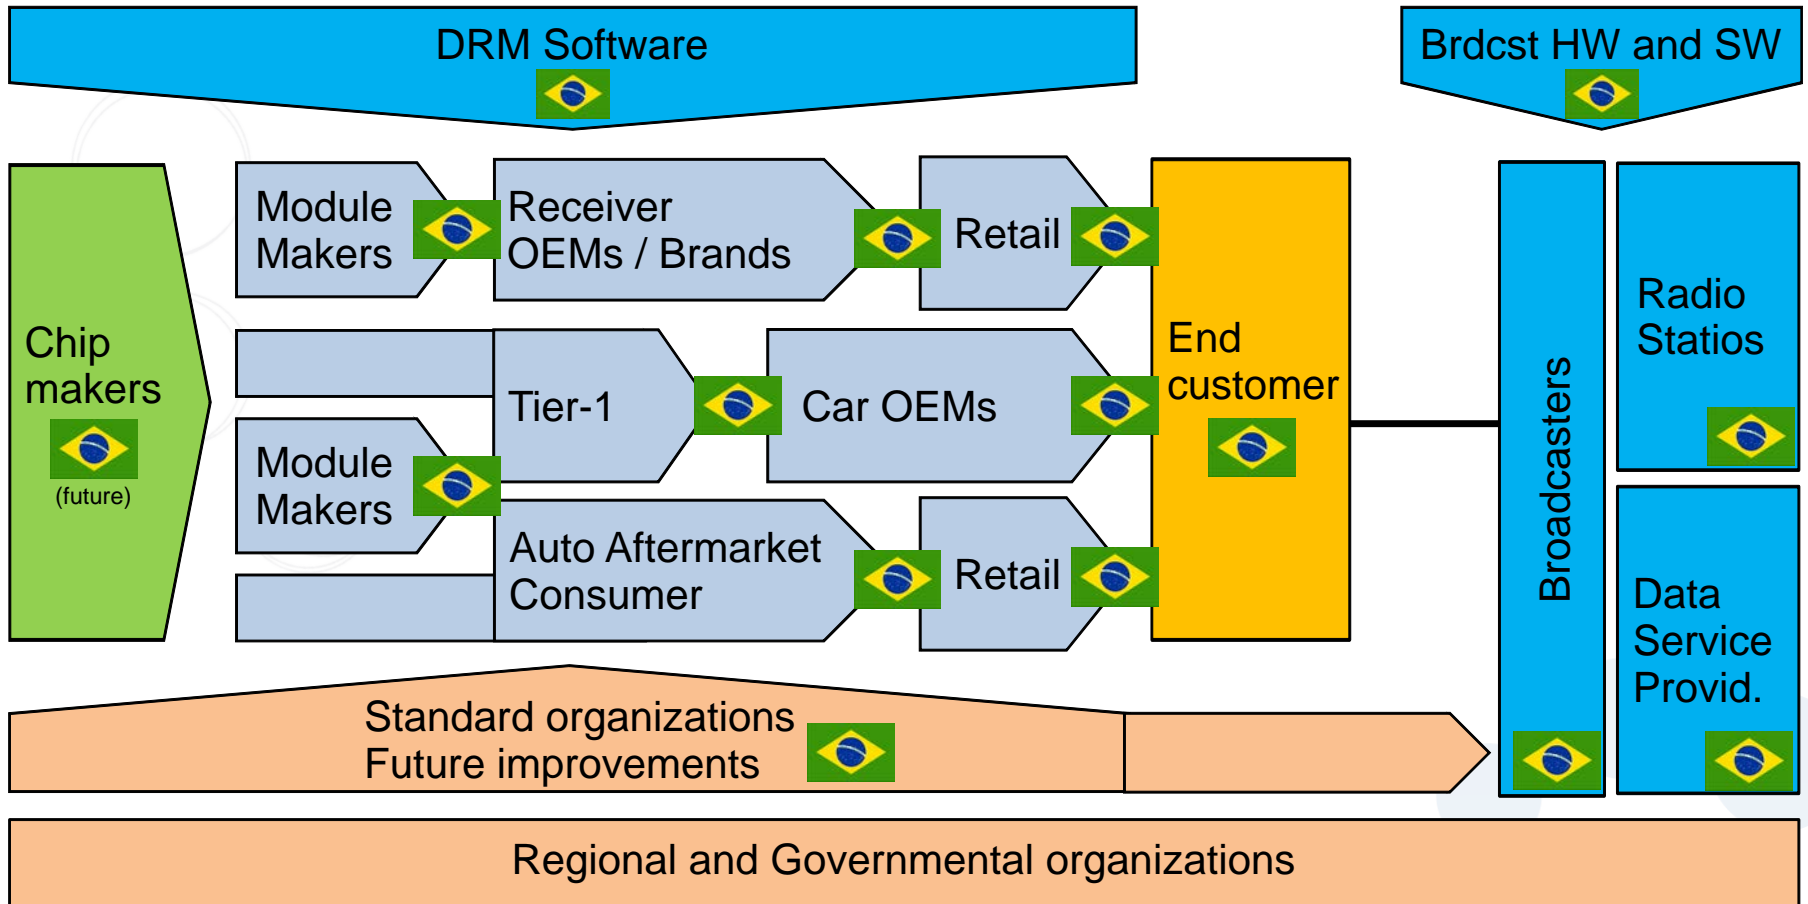 DRM Software
Brdcst HW and SW
Module
Makers
Receiver
OEMs / Brands
Retail
Chip
makers
(future)
Tier-1
Car OEMs
Module
Makers
Auto Aftermarket
Consumer
Retail
End
customer
Broadcasters
Radio
Statios
Data
Service
Provid.
Standard organizations
Future improvements
Regional and Governmental organizations